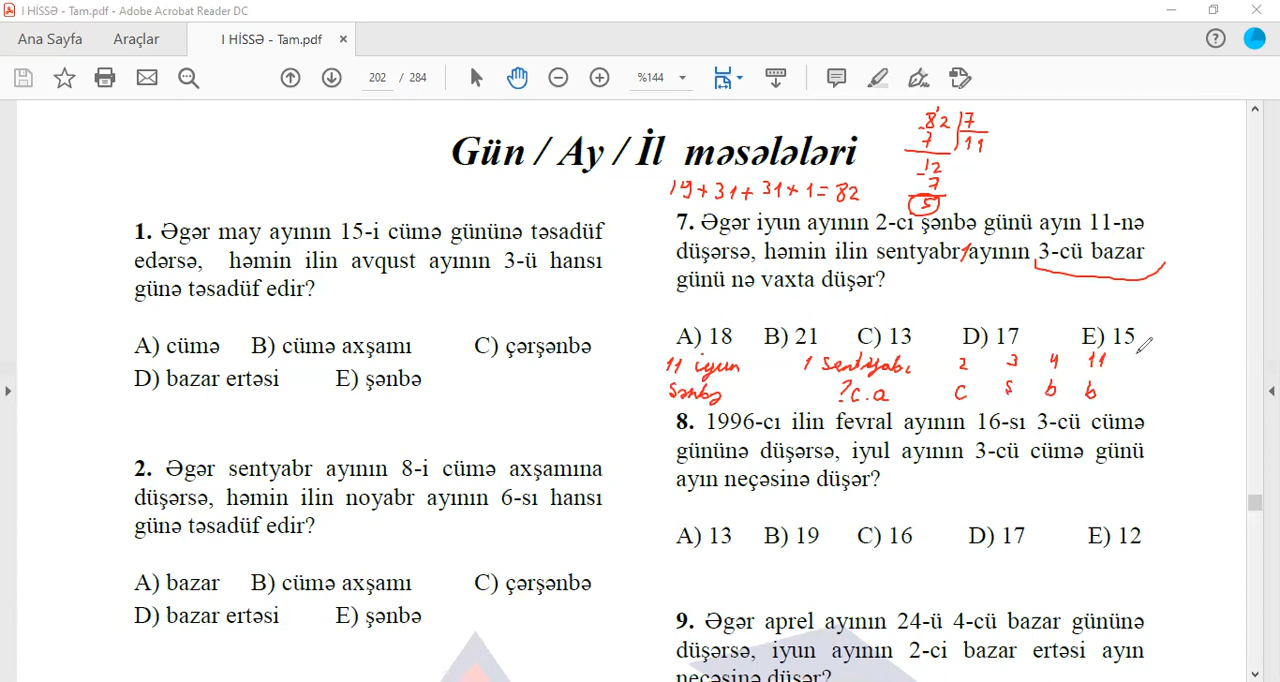 I HİSSƏ - Tam.pdf - Adobe Acrobat Reader DC
Ana Sayfa Araçlar I HİSSƏ - Tam.pdf ×
202 / 284 %144
Gün / Ay / İl məsələləri
1. Əgər may ayının 15-i cümə gününə təsadüf
edərsə, həmin ilin avqust ayının 3-ü hansı
günə təsadüf edir?
A) cümə B) cümə axşamı C) çərşənbə
D) bazar ertəsi E) şənbə
2. Əgər sentyabr ayının 8-i cümə axşamına
düşərsə, həmin ilin noyabr ayının 6-sı hansı
günə təsadüf edir?
A) bazar B) cümə axşamı C) çərşənbə
D) bazar ertəsi E) şənbə
82 7
7 11
12
7
5
19 + 31 + 31 + 1 = 82
7. Əgər iyun ayının 2-ci şənbə günü ayın 11-nə
düşərsə, həmin ilin sentyabr 1 ayının 3-cü bazar
günü nə vaxta düşər?
A) 18 B) 21 C) 13 D) 17 E) 15
11 iyun 1 sentyabr 2 3 4 11
şənbə ? c.a c ş b b
8. 1996-cı ilin fevral ayının 16-sı 3-cü cümə
gününə düşərsə, iyul ayının 3-cü cümə günü
ayın neçəsinə düşər?
A) 13 B) 19 C) 16 D) 17 E) 12
9. Əgər aprel ayının 24-ü 4-cü bazar gününə
düşərsə, iyun ayının 2-ci bazar ertəsi ayın
neçəsinə düşər?